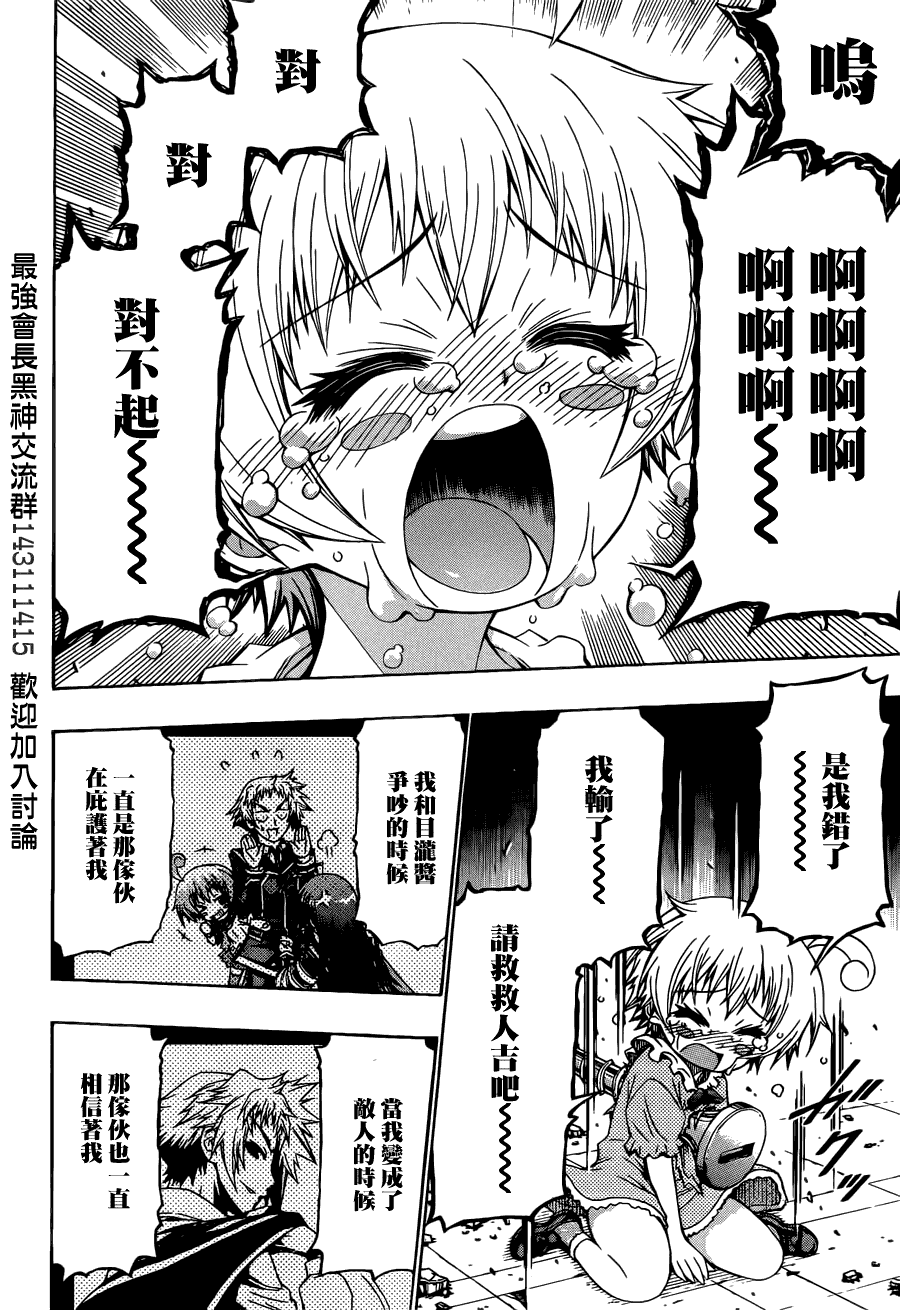 嗚
啊啊啊啊
啊啊啊～
對
對
對不起～
是我錯了
～
我輸了～
請救救人吉吧～
ガクッ
我和目瀧醬
爭吵的時候
一直是那傢伙
在庇護著我
當我變成了
敵人的時候
那傢伙也一直
相信著我
最強會長黑神交流群143111415 歡迎加入討論